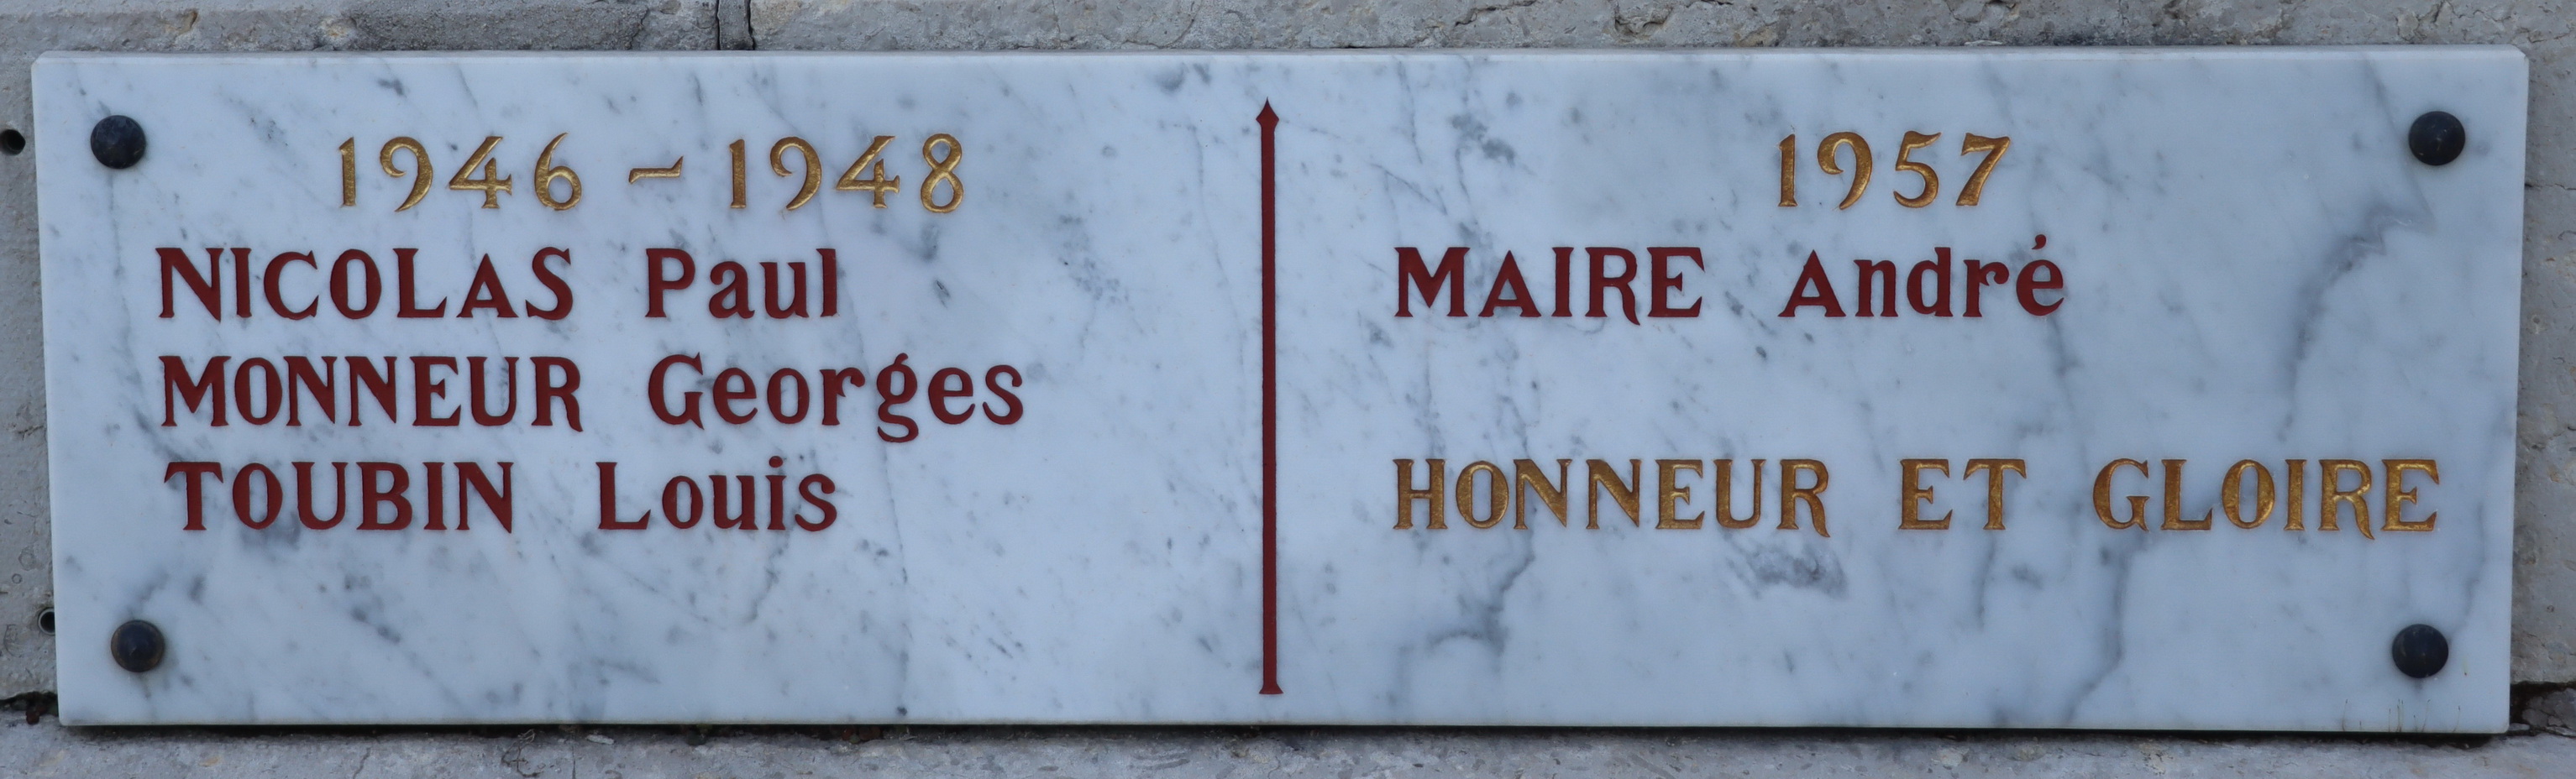 1946 - 1948
NICOLAS Paul
MONNEUR Georges
TOUBIN Louis
1957
MAIRE André
HONNEUR ET GLOIRE